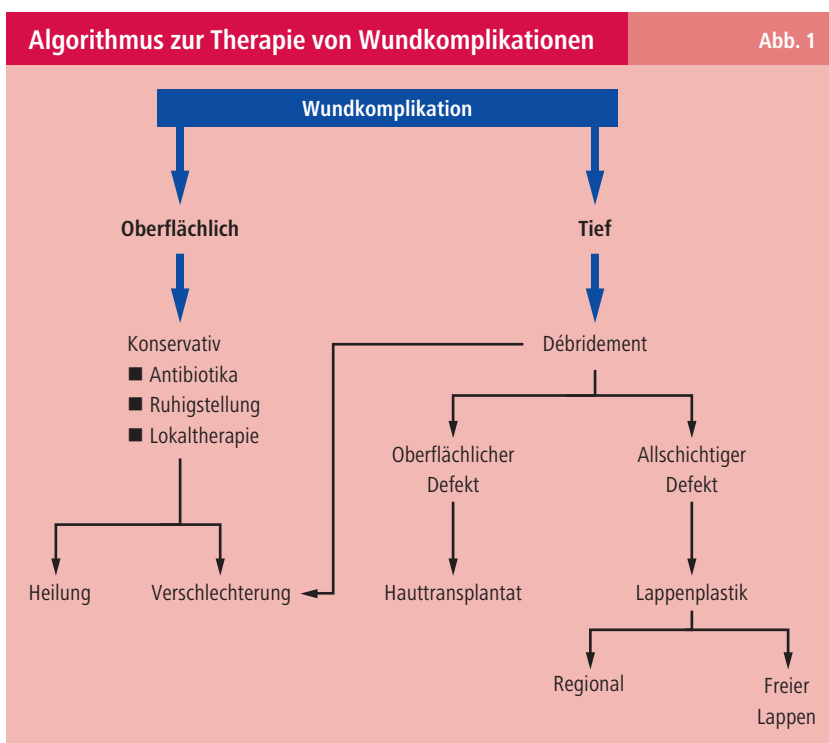 Algorithmus zur Therapie von Wundkomplikationen
Abb. 1
Wundkomplikation
Oberflächlich
Tief
Konservativ
■ Antibiotika
■ Ruhigstellung
■ Lokaltherapie
Débridement
Oberflächlicher
Defekt
Allschichtiger
Defekt
Heilung
Verschlechterung
Hauttransplantat
Lappenplastik
Regional
Freier
Lappen